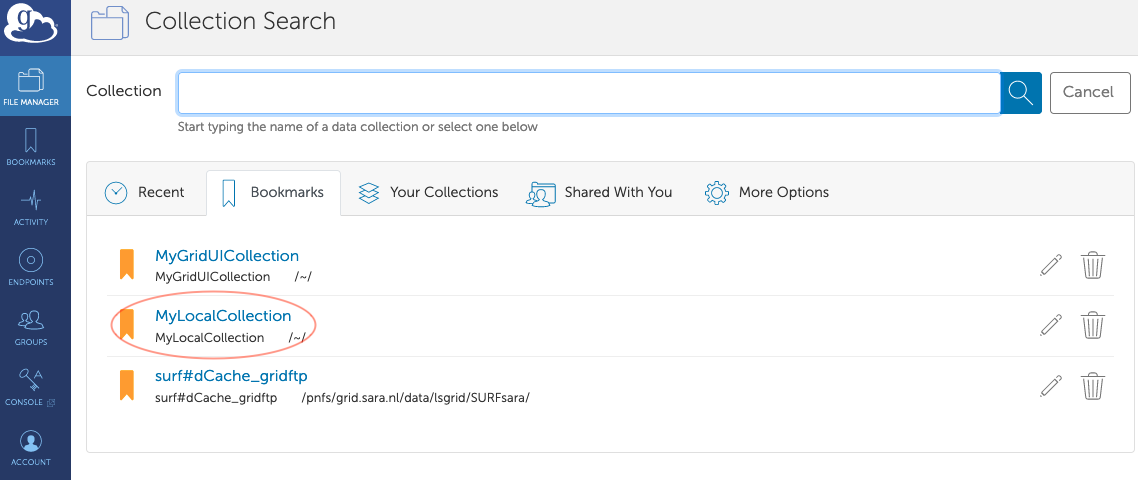 g
Collection Search
FILE MANAGER
BOOKMARKS
ACTIVITY
ENDPOINTS
GROUPS
CONSOLE
ACCOUNT
Collection
Cancel
Start typing the name of a data collection or select one below
Recent
Bookmarks
Your Collections
Shared With You
More Options
MyGridUICollection
MyGridUICollection /~/
MyLocalCollection
MyLocalCollection /~/
surf#dCache_gridftp
surf#dCache_gridftp /pnfs/grid.sara.nl/data/lsgrid/SURFsara/